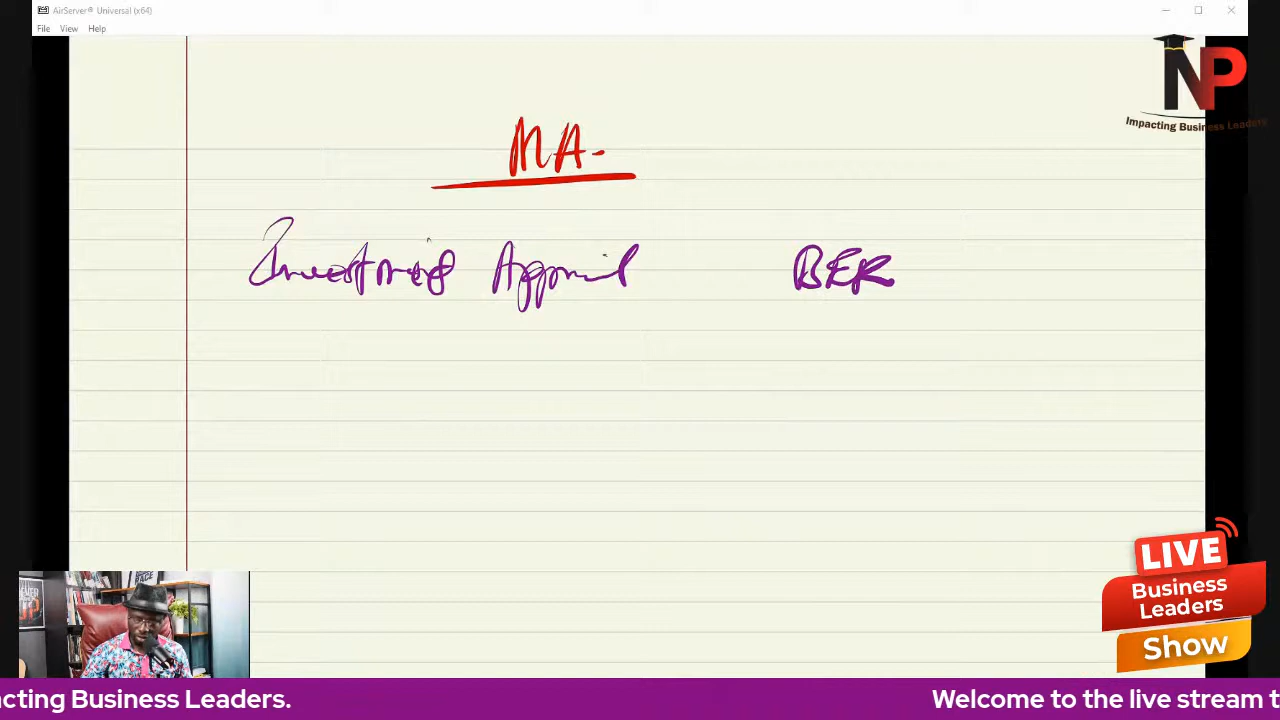 AirServer® Universal (x64)
File View Help
NP
Impacting Business Leaders
MA.
Investment Appraisal BER
LIVE
Business
Leaders
Show
acting Business Leaders. Welcome to the live stream t